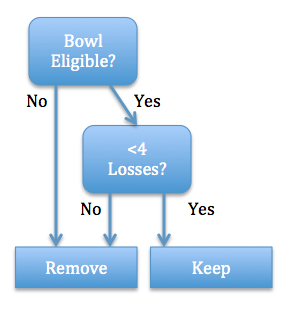 Bowl
Eligible?
No
Yes
<4
Losses?
No
Yes
Remove
Keep